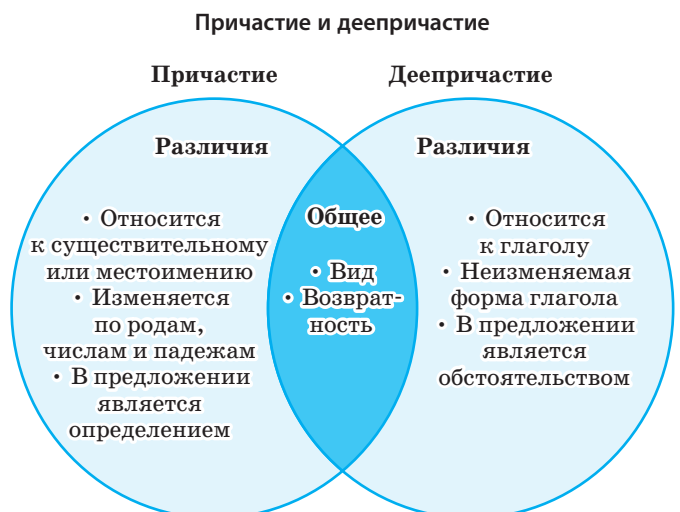 Причастие и деепричастие
Причастие
Деепричастие
Различия
• Относится
к существительному
или местоимению
• Изменяется
по родам,
числам и падежам
• В предложении
является
определением
Общее
• Вид
• Возврат-
ность
Различия
• Относится
к глаголу
• Неизменяемая
форма глагола
• В предложении
является
обстоятельством